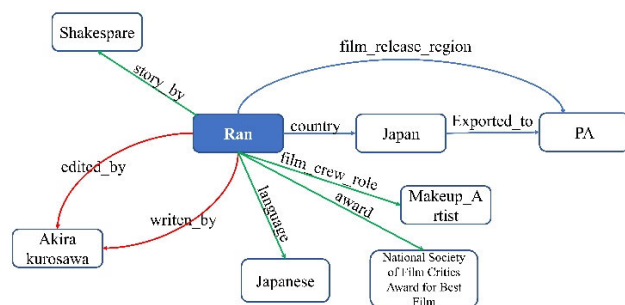 Shakespare
film_release_region
story_by
Ran
country
Japan
Exported_to
PA
edited_by
film_crew_role
writen_by
language
award
Makeup_A
rtist
Akira
kurosawa
Japanese
National Society
of Film Critics
Award for Best
Film